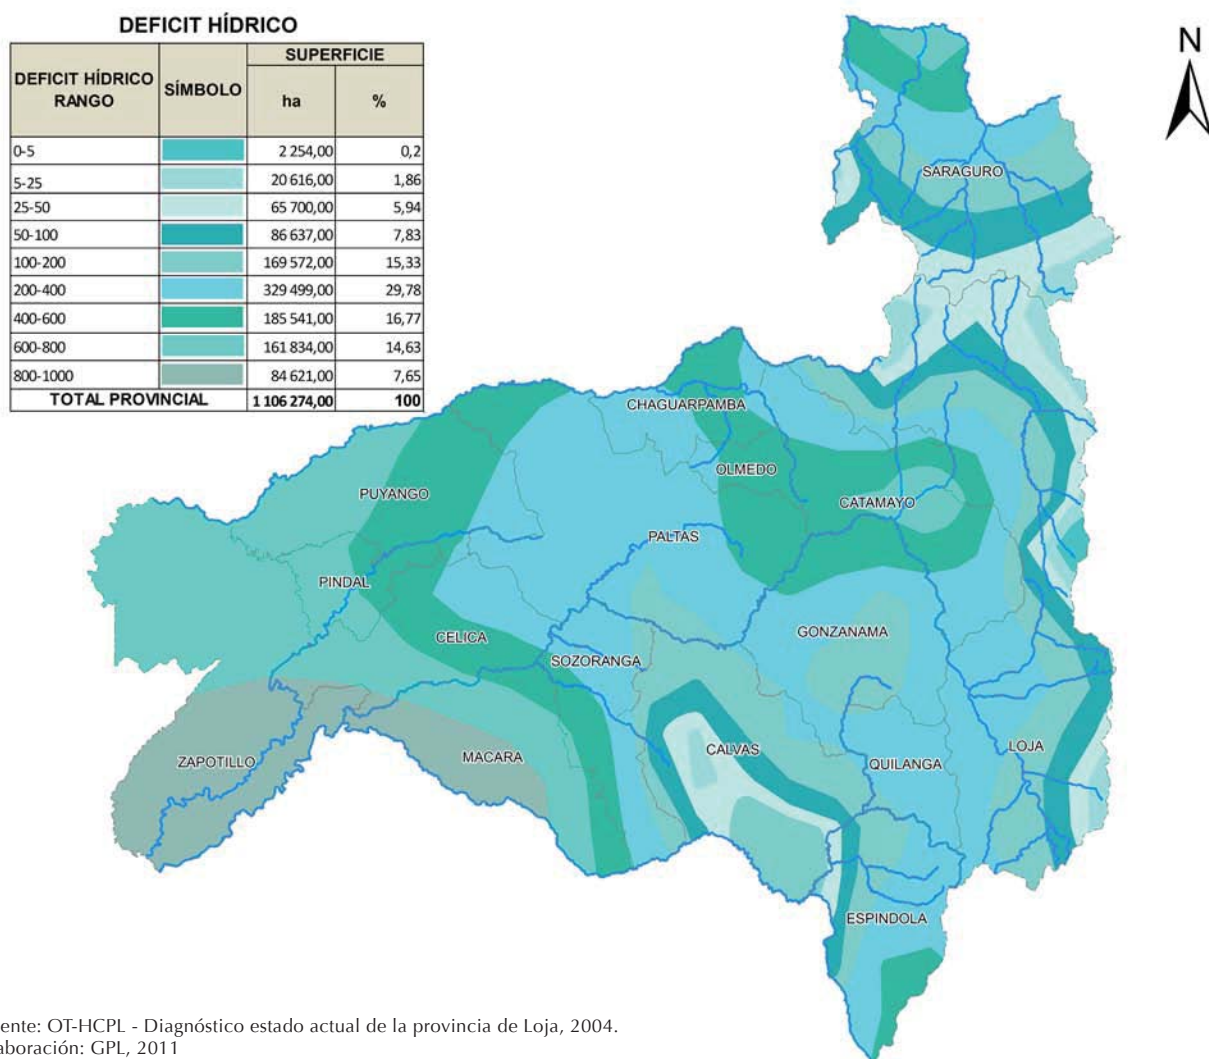 DEFICIT HÍDRICO
DEFICIT HÍDRICO RANGO SÍMBOLO SUPERFICIE
ha %
0-5 2 254,00 0,2
5-25 20 616,00 1,86
25-50 65 700,00 5,94
50-100 86 637,00 7,83
100-200 169 572,00 15,33
200-400 329 499,00 29,78
400-600 185 541,00 16,77
600-800 161 834,00 14,63
800-1000 84 621,00 7,65
TOTAL PROVINCIAL 1 106 274,00 100
N
SARAGURO
CHAGUARPAMBA
OLMEDO
PUYANGO
CATAMAYO
PALTAS
PINDAL
GONZANAMA
CELICA
SOZORANGA
LOJA
CALVAS
MACARA
ZAPOTILLO
QUILANGA
ESPINDOLA
ente: OT-HCPL - Diagnóstico estado actual de la provincia de Loja, 2004.
aboración: GPL, 2011